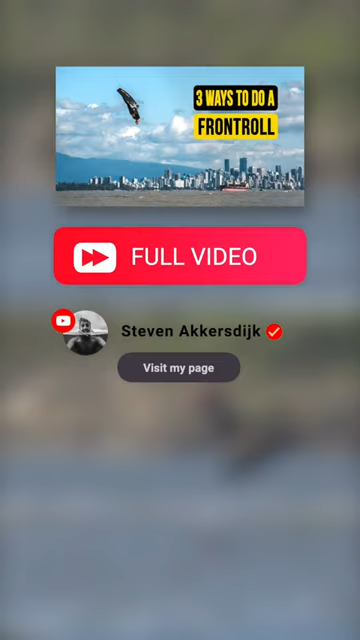 3 WAYS TO DO A
FRONTROLL
FULL VIDEO
Steven Akkersdijk
Visit my page